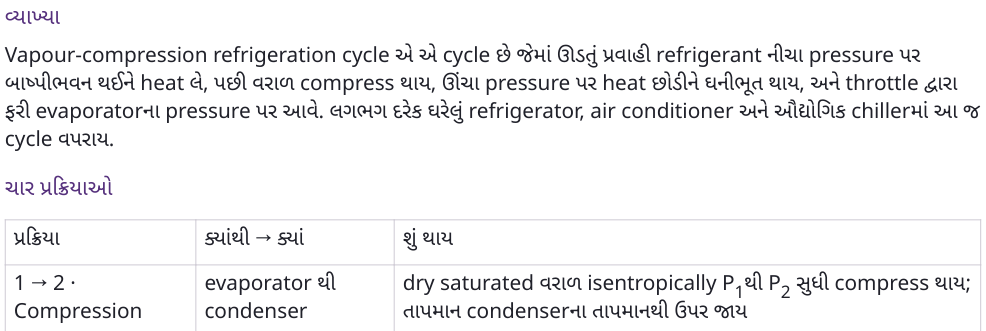 વ્યાખ્યા
Vapour-compression refrigeration cycle એ એ cycle છે જેમાં ઊડતું પ્રવાહી refrigerant નીચા pressure પર
બાષ્પીભવન થઈને heat લે, પછી વરાળ compress થાય, ઊંચા pressure પર heat છોડીને ઘનીભૂત થાય, અને throttle દ્વારા
ફરી evaporatorના pressure પર આવે. લગભગ દરેક ઘરેલું refrigerator, air conditioner અને ઔદ્યોગિક chillerમાં આ જ
cycle વપરાય.
ચાર પ્રક્રિયાઓ
પ્રક્રિયા ક્યાંથી → ક્યાં શું થાય
1 → 2 · evaporator થી dry saturated વરાળ isentropically P₁થી P₂ સુધી compress થાય;
Compression condenser તાપમાન condenserના તાપમાનથી ઉપર જાય